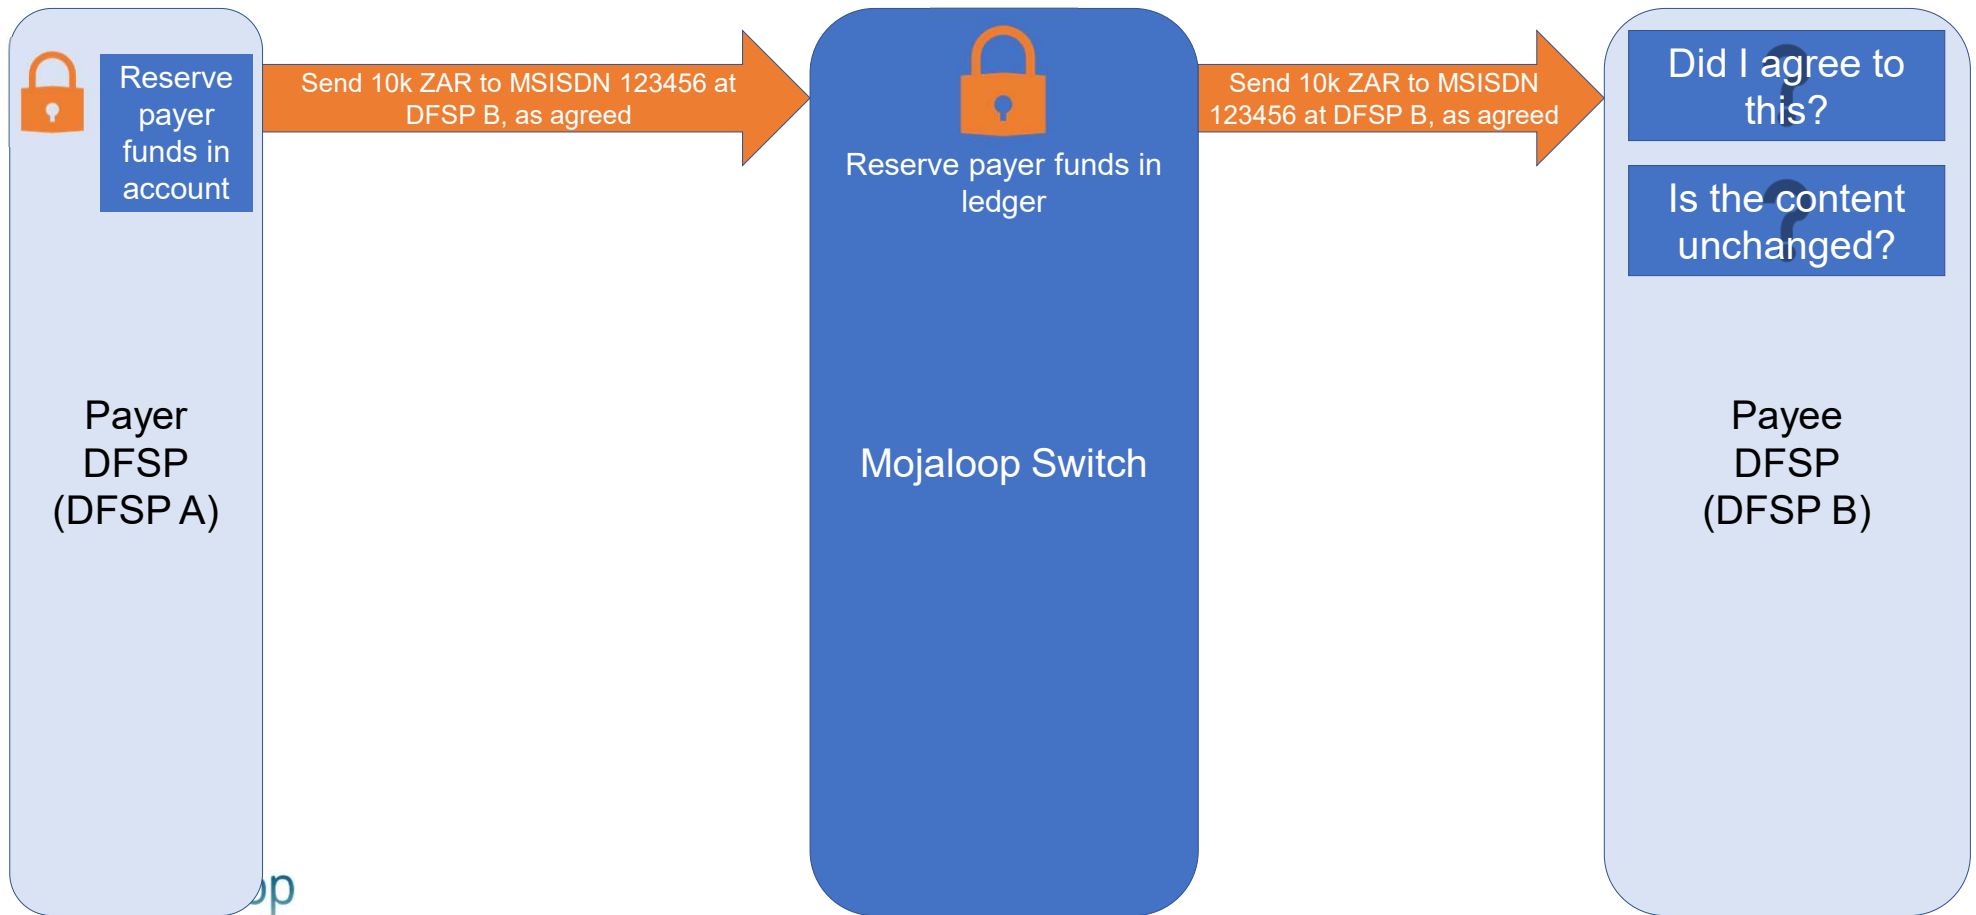 Reserve
payer
funds in
account
Send 10k ZAR to MSISDN 123456 at
DFSP B, as agreed
Reserve payer funds in
ledger
Send 10k ZAR to MSISDN
123456 at DFSP B, as agreed
Did I agree to
this?
Is the content
unchanged?
Payer
DFSP
(DFSP A)
Mojaloop Switch
Payee
DFSP
(DFSP B)